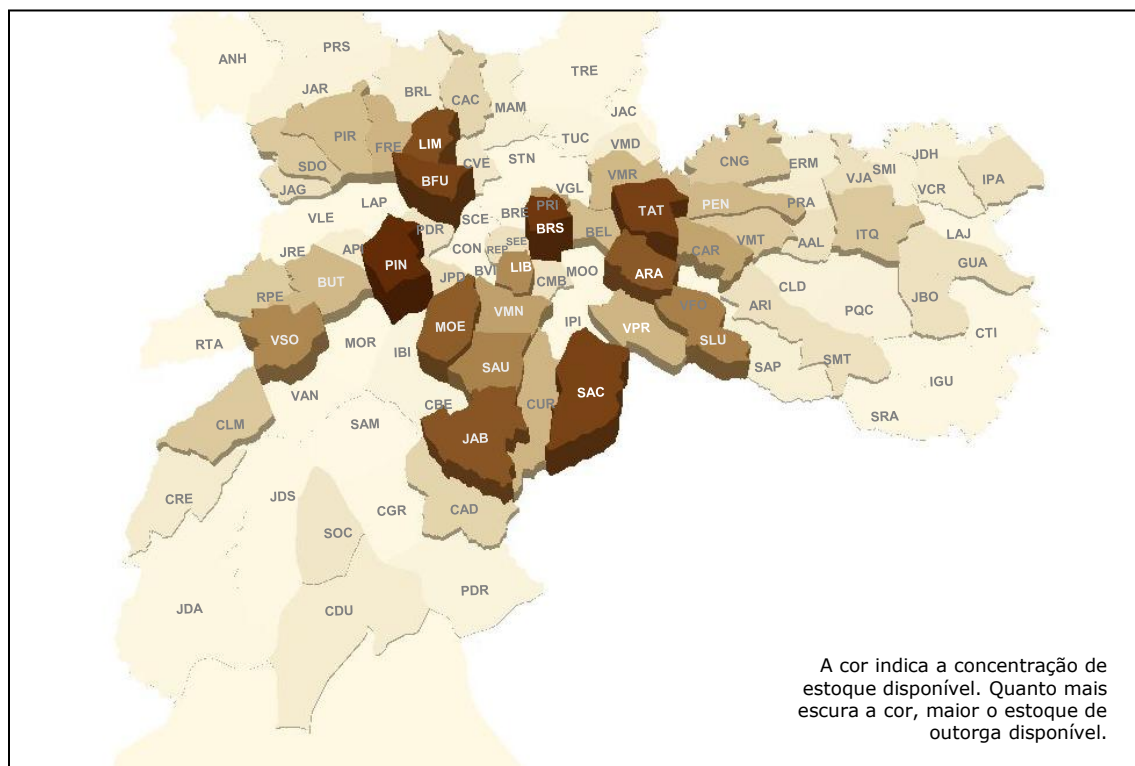 PRS
ANH
TRE
JAR
BRL
CAC
MAM
JAC
PIR
FRE
LIM
TUC
VMD
SDO
BFU
CVE
STN
CNG
ERM
VJA
SMI
JDH
JAG
VGL
VMR
VCR
IPA
LAP
VLE
SCE
BRE
PRI
TAT
PEN
PRA
PDR
BRS
BEL
ITQ
LAJ
JRE
CON
REP
SEE
CAR
VMT
AAL
PIN
BUT
JPD
BVI
LIB
CMB
MOO
ARA
GUA
RPE
CLD
JBO
VMN
VFO
ARI
PQC
CTI
MOE
IPI
VPR
RTA
VSO
MOR
IBI
SLU
SAU
SAP
SMT
IGU
VAN
CBE
CUR
SAC
SRA
CLM
SAM
JAB
CRE
JDS
CGR
CAD
SOC
PDR
JDA
CDU
A cor indica a concentração de
estoque disponível. Quanto mais
escura a cor, maior o estoque de
outorga disponível.